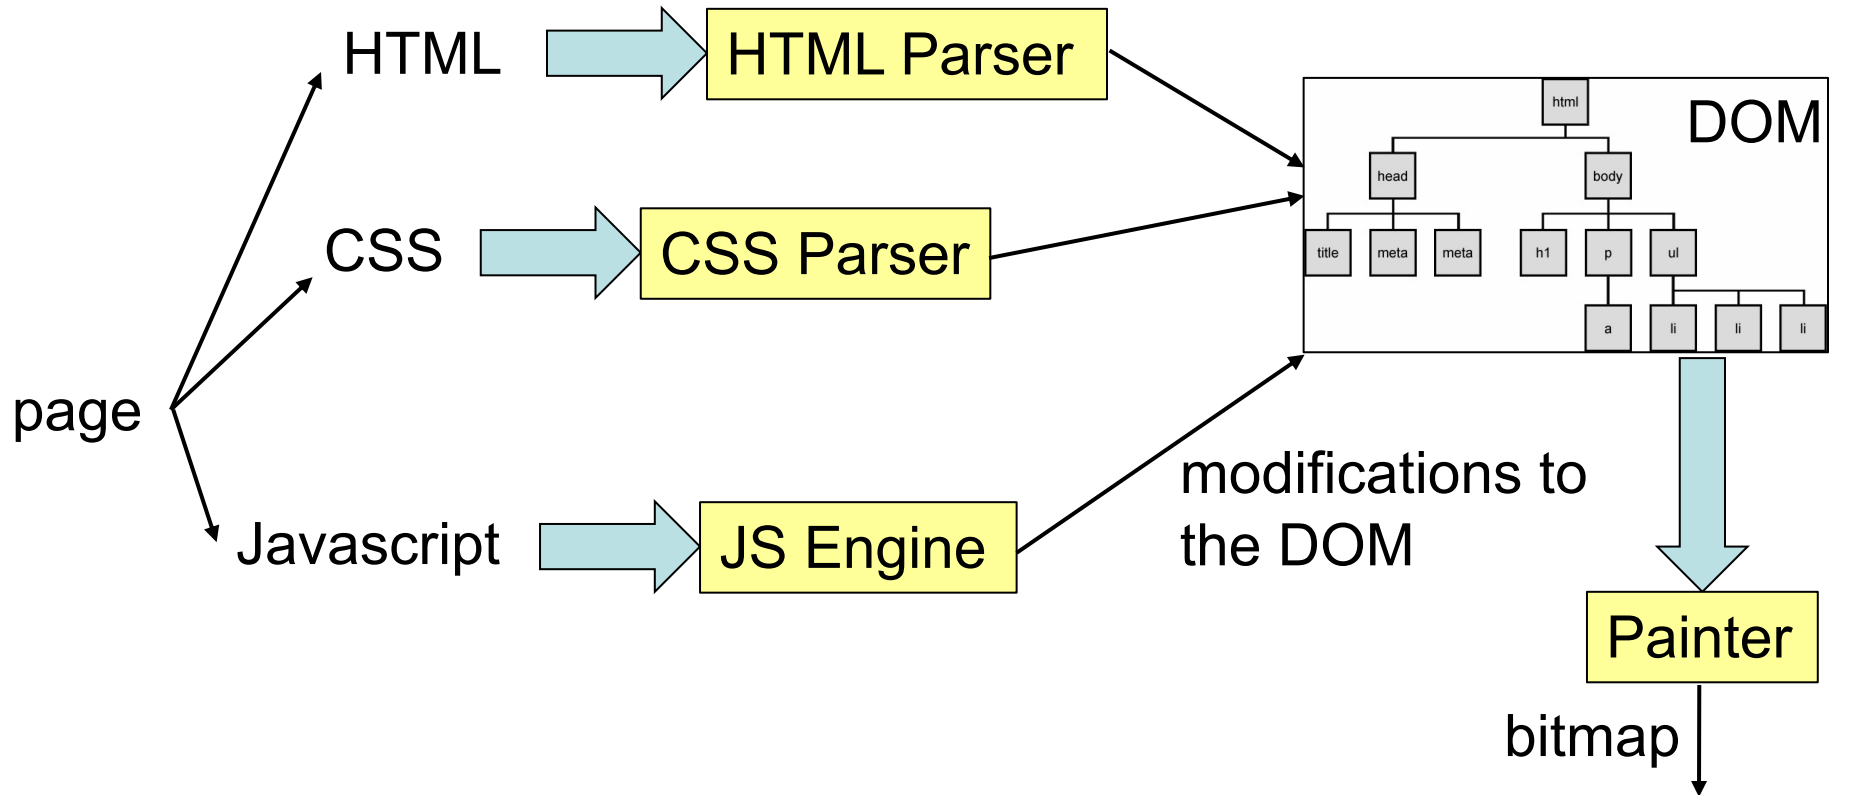 HTML
HTML Parser
CSS
CSS Parser
page
Javascript
JS Engine
modifications to
the DOM
DOM
html
head
body
title
meta
meta
h1
p
ul
a
li
li
li
Painter
bitmap